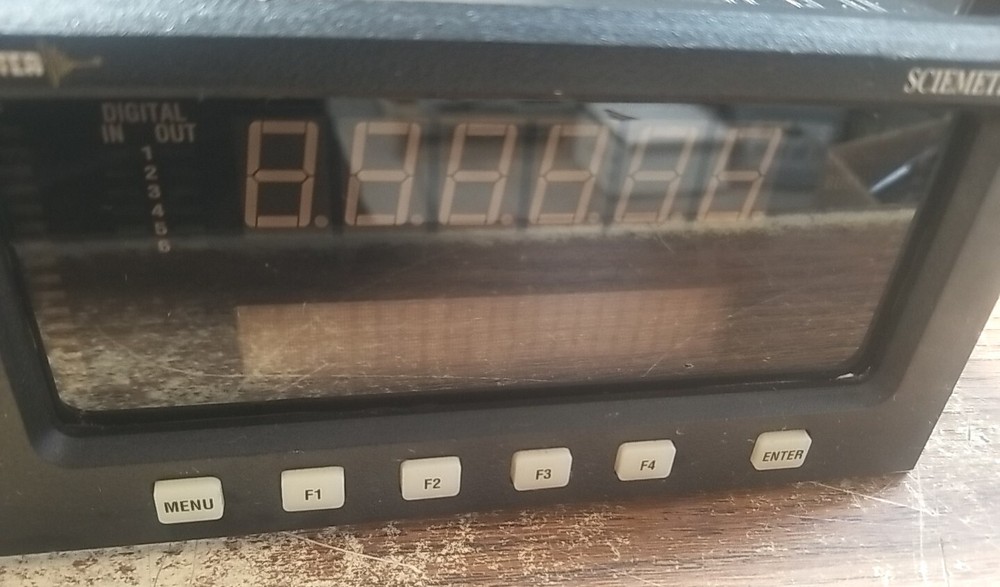 TER
SCIEMET
DIGITAL
IN OUT
1
2
3
4
5
6
8.8.8.8.8.8.
MENU
F1
F2
F3
F4
ENTER